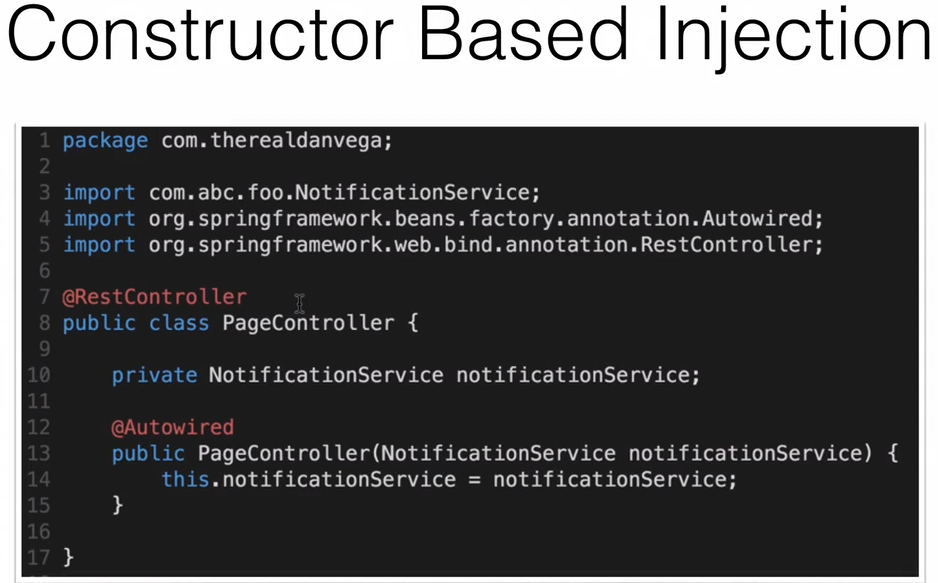 Constructor Based Injection
1 package com.therealdanvega;
2
3 import com.abc.foo.NotificationService;
4 import org.springframework.beans.factory.annotation.Autowired;
5 import org.springframework.web.bind.annotation.RestController;
6
7 @RestController
8 public class PageController {
9
10     private NotificationService notificationService;
11
12     @Autowired
13     public PageController(NotificationService notificationService) {
14         this.notificationService = notificationService;
15     }
16
17 }